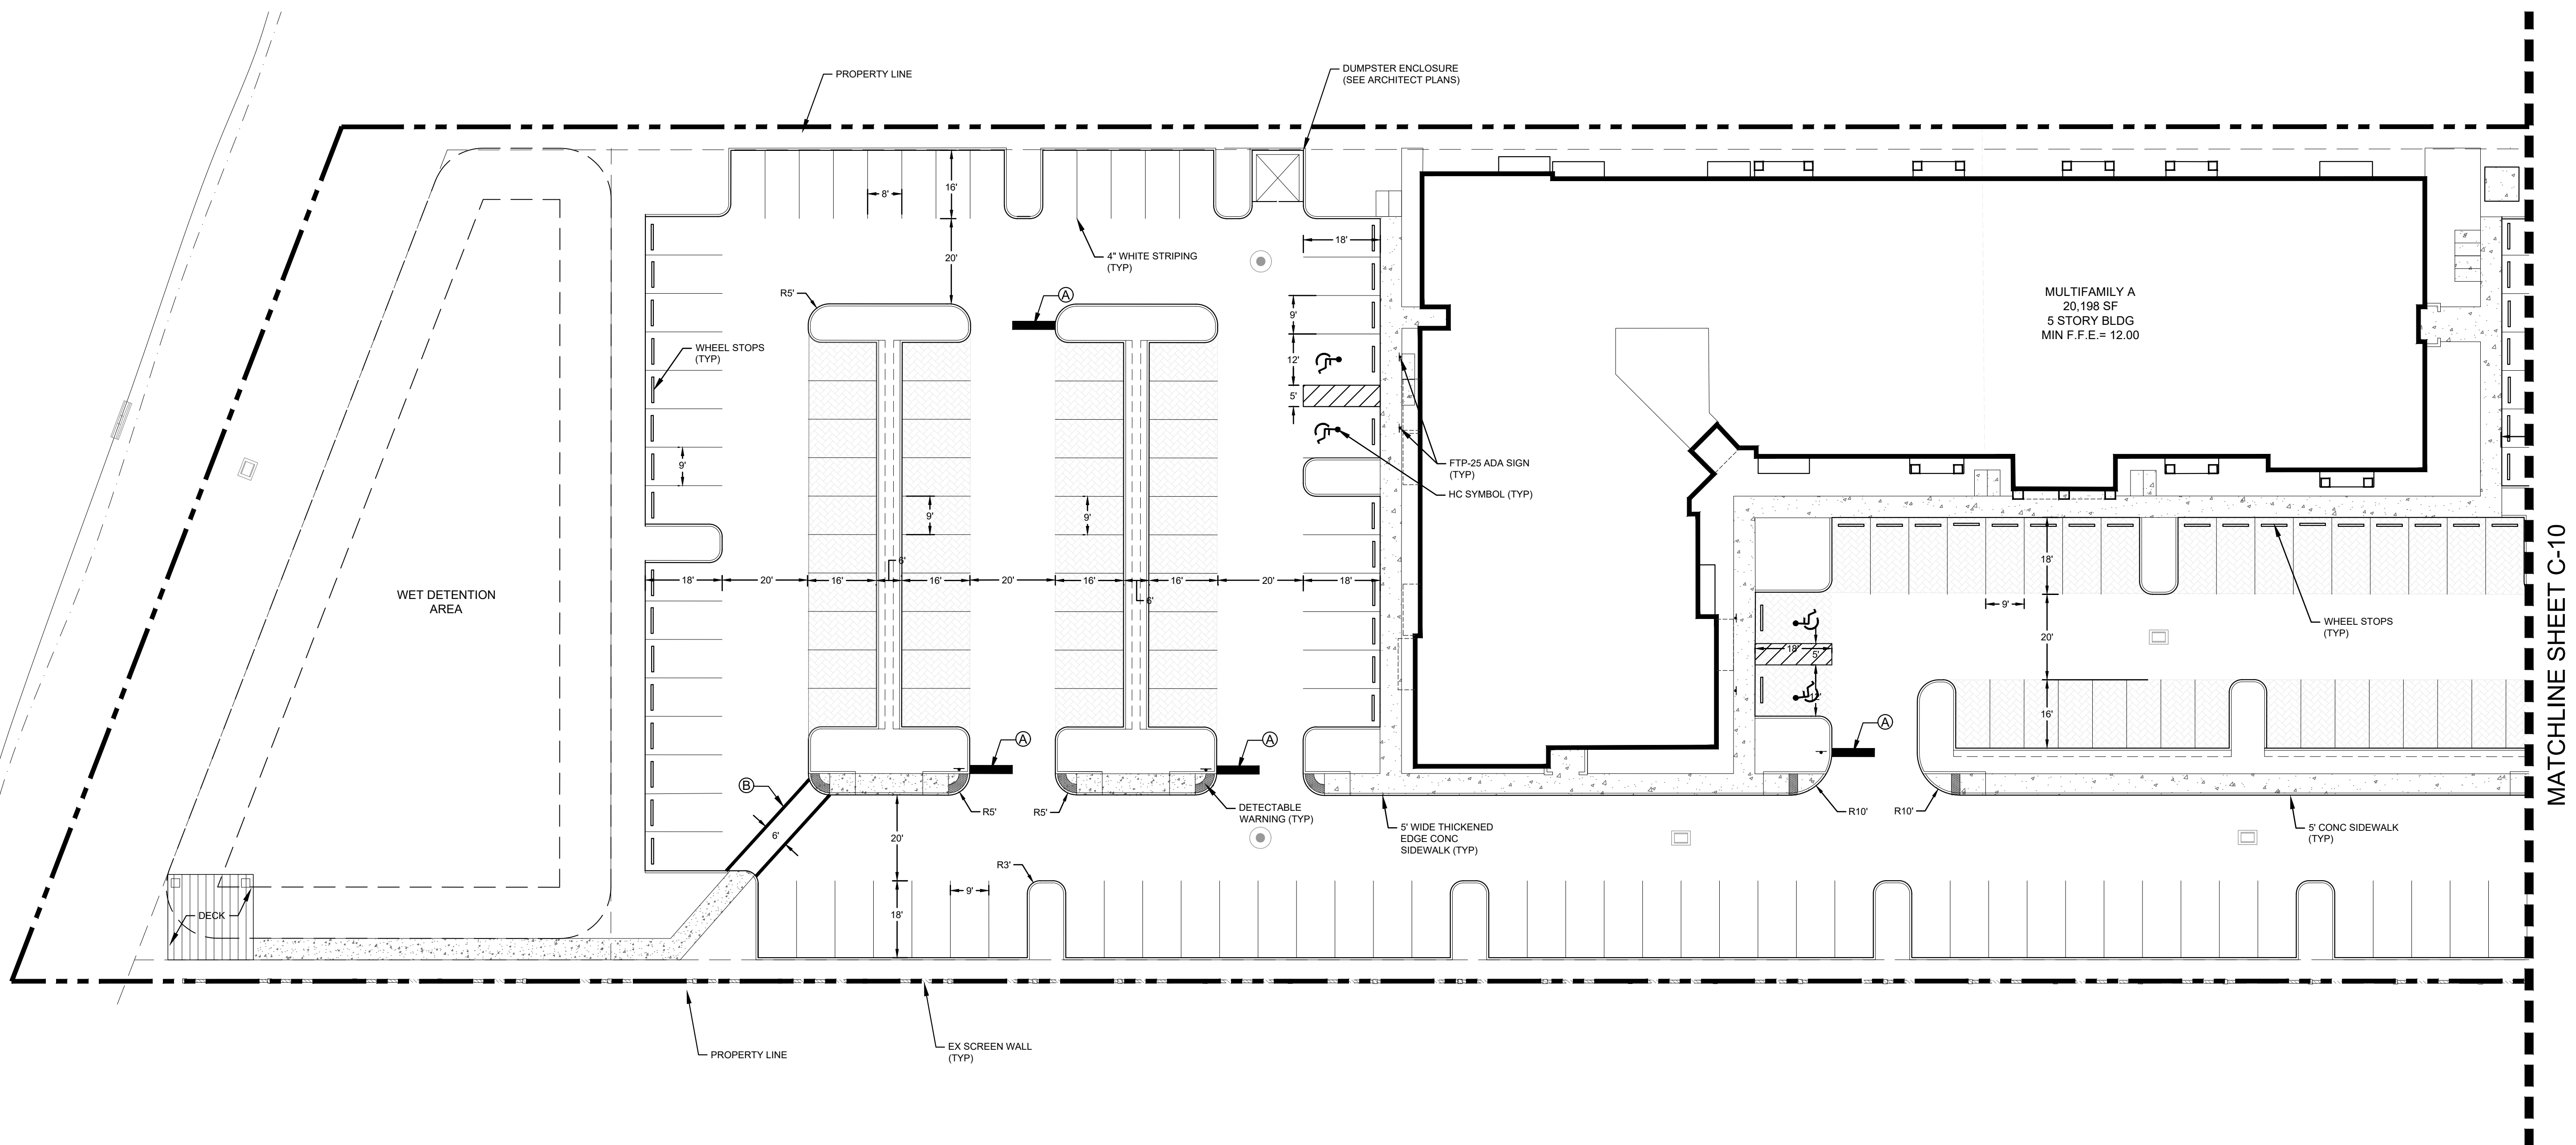 PROPERTY LINE
DUMPSTER ENCLOSURE
(SEE ARCHITECT PLANS)
16'
8'
20'
4" WHITE STRIPING
(TYP)
18'
R5'
A
9'
12'
5'
WHEEL STOPS
(TYP)
MULTIFAMILY A
20,198 SF
5 STORY BLDG
MIN F.F.E.= 12.00
FTP-25 ADA SIGN
(TYP)
HC SYMBOL (TYP)
9'
9'
9'
6'
18'
20'
16'
16'
20'
16'
16'
20'
18'
6'
WET DETENTION
AREA
18'
9'
20'
16'
WHEEL STOPS
(TYP)
18'
5'
12'
A
A
A
B
6'
R5'
R5'
DETECTABLE
WARNING (TYP)
5' WIDE THICKENED
EDGE CONC
SIDEWALK (TYP)
R10'
R10'
5' CONC SIDEWALK
(TYP)
20'
R3'
9'
18'
DECK
PROPERTY LINE
EX SCREEN WALL
(TYP)
MATCHLINE SHEET C-10